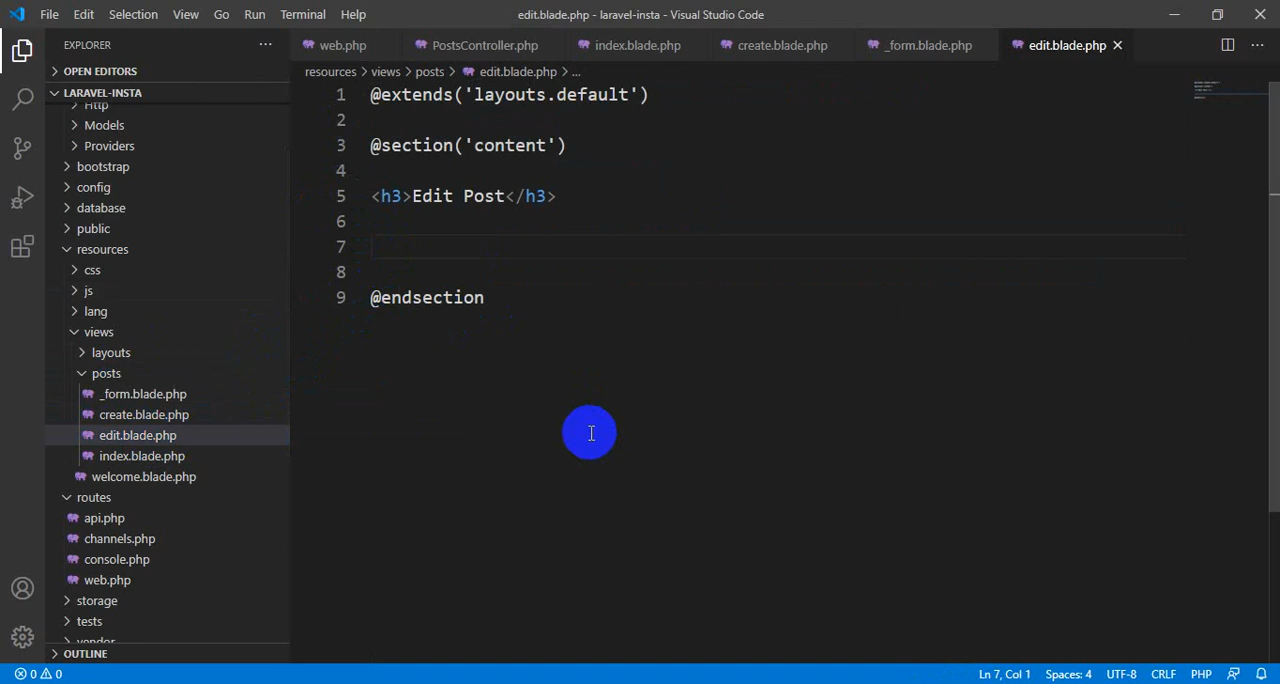 File Edit Selection View Go Run Terminal Help
edit.blade.php - laravel-insta - Visual Studio Code
EXPLORER
OPEN EDITORS
LARAVEL-INSTA
Http
Models
Providers
bootstrap
config
database
public
resources
css
js
lang
views
layouts
posts
_form.blade.php
create.blade.php
edit.blade.php
index.blade.php
welcome.blade.php
routes
api.php
channels.php
console.php
web.php
storage
tests
vendor
OUTLINE
web.php PostsController.php index.blade.php create.blade.php _form.blade.php edit.blade.php
resources > views > posts > edit.blade.php > ...
1 @extends('layouts.default')
2
3 @section('content')
4
5 <h3>Edit Post</h3>
6
7
8
9 @endsection
0 0
Ln 7, Col 1 Spaces: 4 UTF-8 CRLF PHP